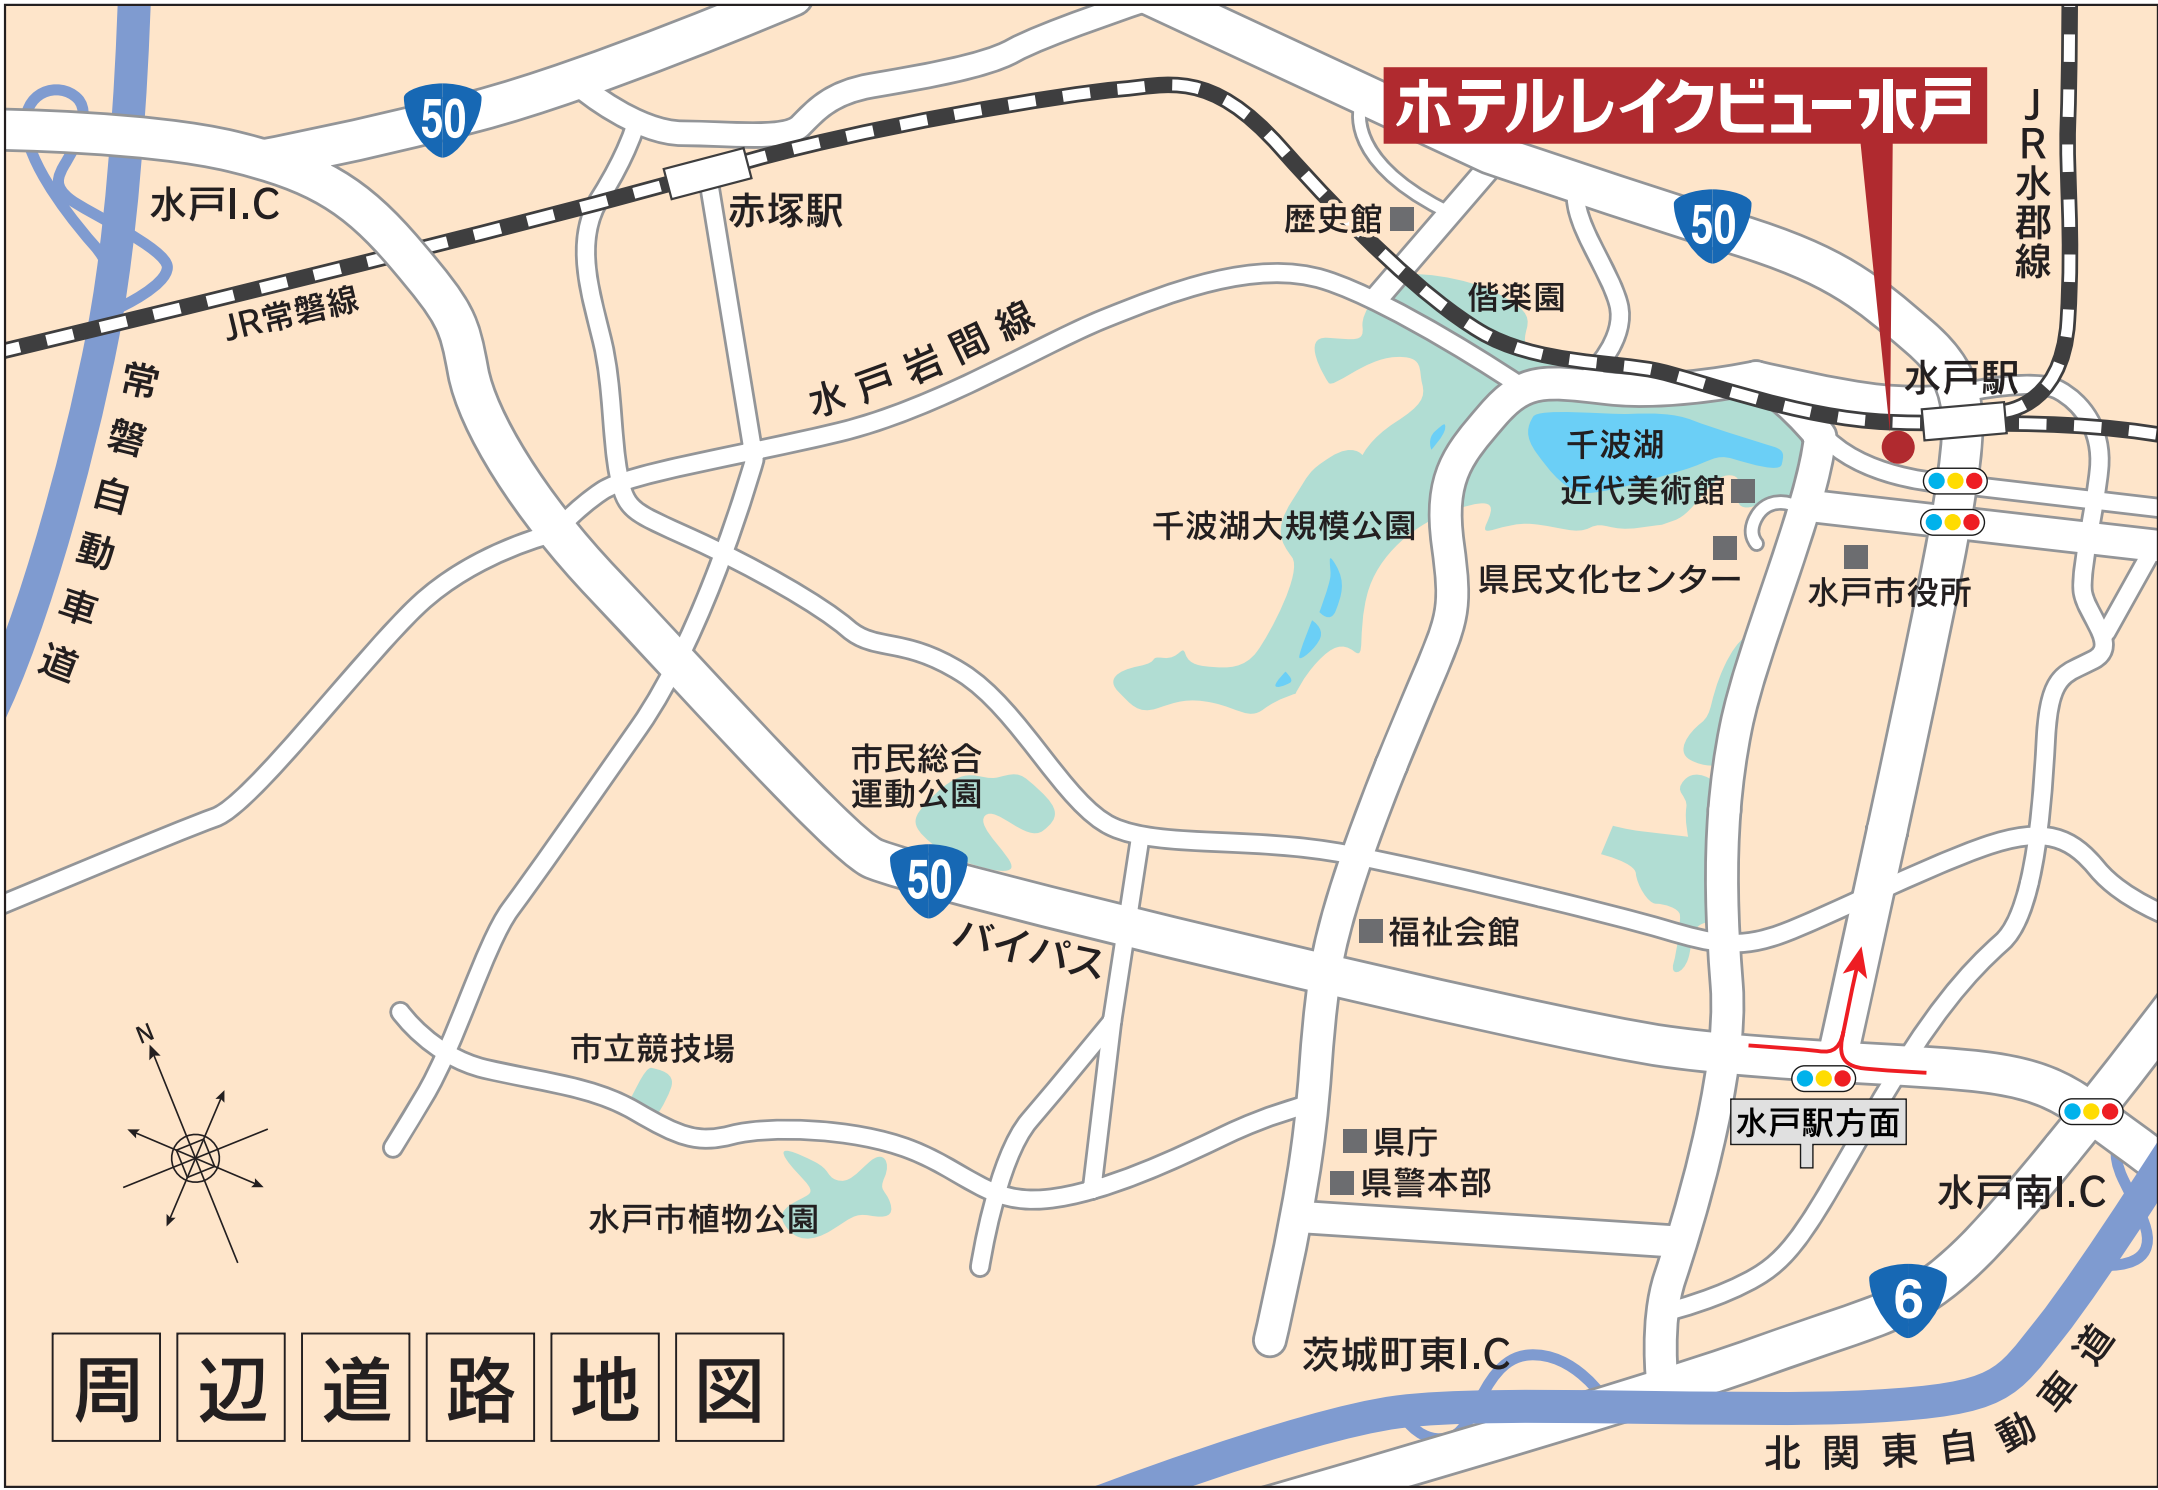 ホテルレイクビュー水戸
JR水郡線
50
水戸I.C
赤塚駅
歴史館
50
偕楽園
JR常磐線
水戸岩間線
水戸駅
常磐自動車道
千波湖
近代美術館
千波湖大規模公園
県民文化センター
水戸市役所
市民総合
運動公園
50
バイパス
福祉会館
N
市立競技場
水戸駅方面
県庁
県警本部
水戸南I.C
水戸市植物公園
6
茨城町東I.C
北関東自動車道
周辺道路地図